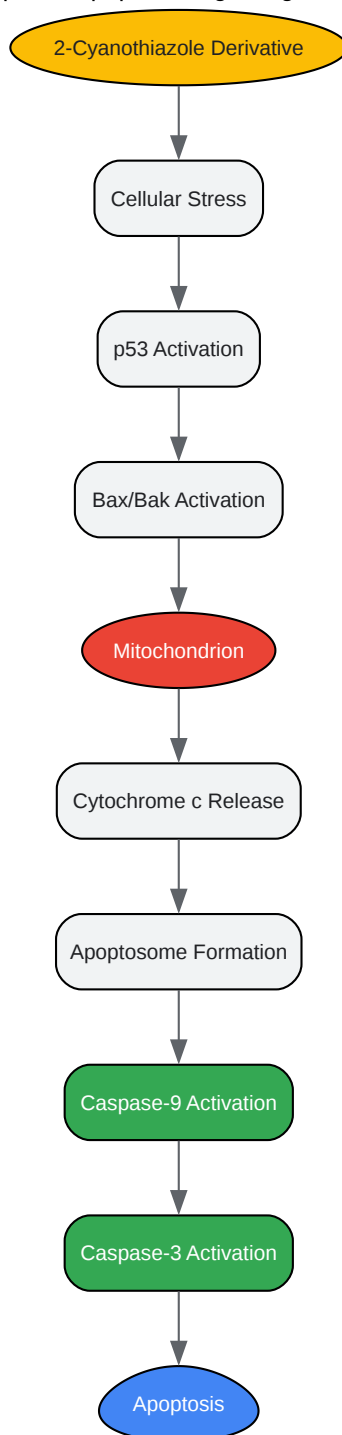 2-Cyanothiazole Derivative
Cellular Stress
p53 Activation
Bax/Bak Activation
Mitochondrion
Cytochrome c Release
Apoptosome Formation
Caspase-9 Activation
Caspase-3 Activation
Apoptosis